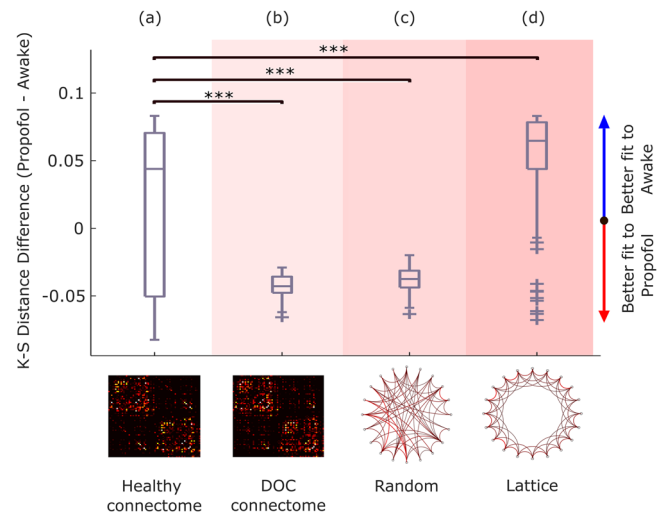 (a)
(b)
(c)
(d)
K-S Distance Difference (Propofol - Awake)
0.1
0.05
0
-0.05
***
***
***
Better fit to
Awake
Better fit to
Propofol
Healthy
connectome
DOC
connectome
Random
Lattice